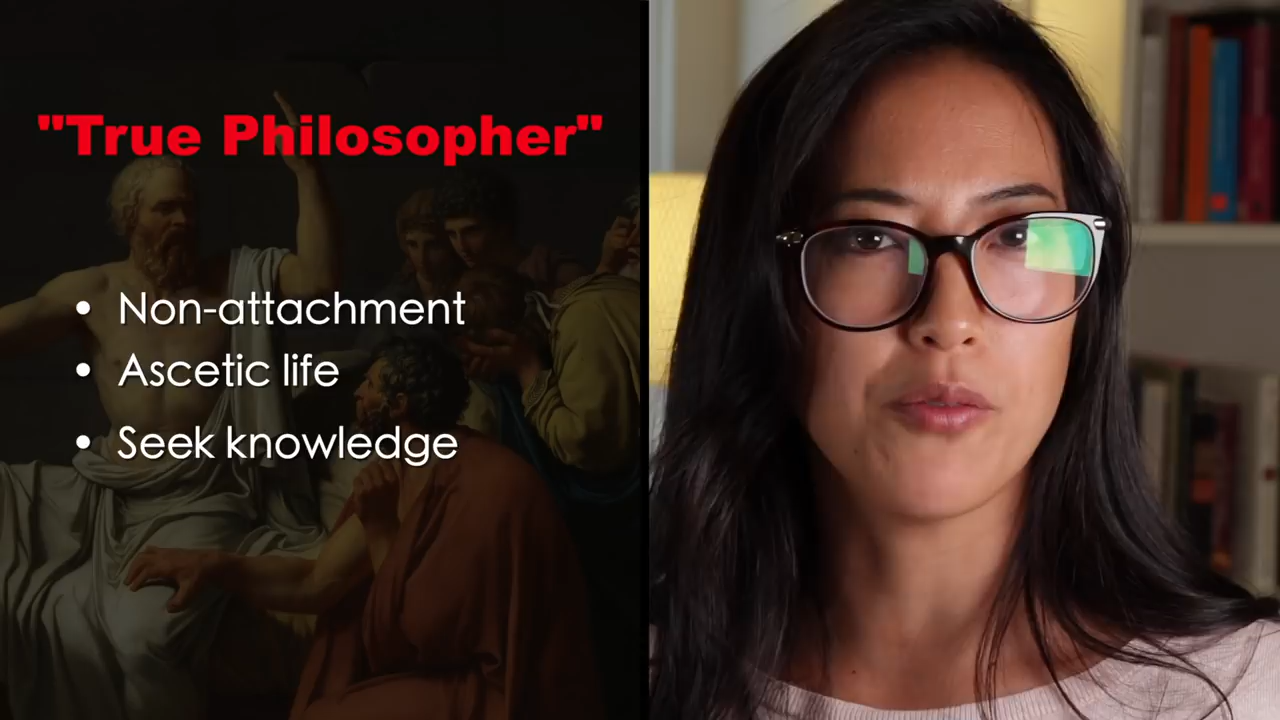 "True Philosopher"
• Non-attachment
• Ascetic life
• Seek knowledge